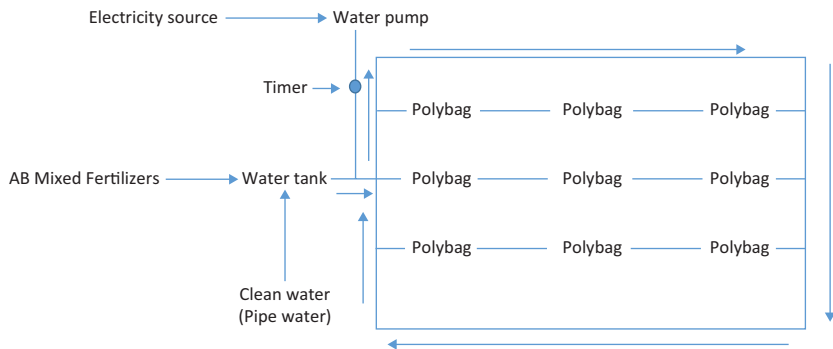 Electricity source
Water pump
Timer
Polybag Polybag Polybag
AB Mixed Fertilizers
Water tank
Polybag Polybag Polybag
Polybag Polybag Polybag
Clean water
(Pipe water)